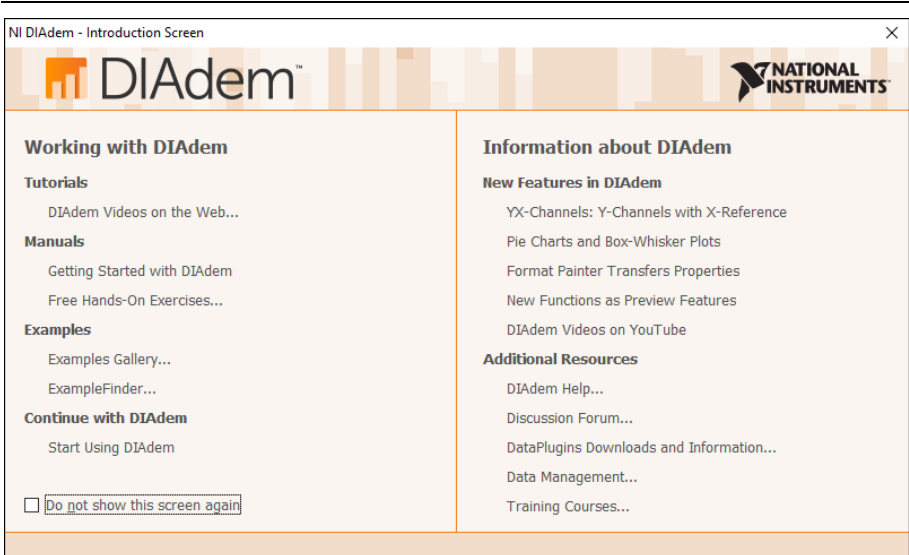 NI DIAdem - Introduction Screen
DIAdem™
NATIONAL
INSTRUMENTS
Working with DIAdem
Tutorials
DIAdem Videos on the Web...
Manuals
Getting Started with DIAdem
Free Hands-On Exercises...
Examples
Examples Gallery...
ExampleFinder...
Continue with DIAdem
Start Using DIAdem
Do not show this screen again
Information about DIAdem
New Features in DIAdem
YX-Channels: Y-Channels with X-Reference
Pie Charts and Box-Whisker Plots
Format Painter Transfers Properties
New Functions as Preview Features
DIAdem Videos on YouTube
Additional Resources
DIAdem Help...
Discussion Forum...
DataPlugins Downloads and Information...
Data Management...
Training Courses...